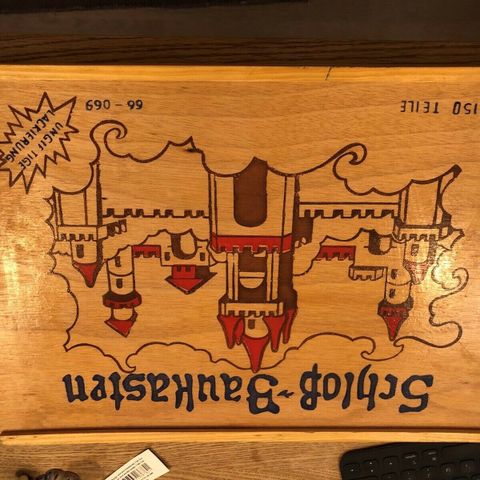 Schloß-Baukasten
150 TEILE
66 - 069
UNGIFTIGE
LACKIERUNG